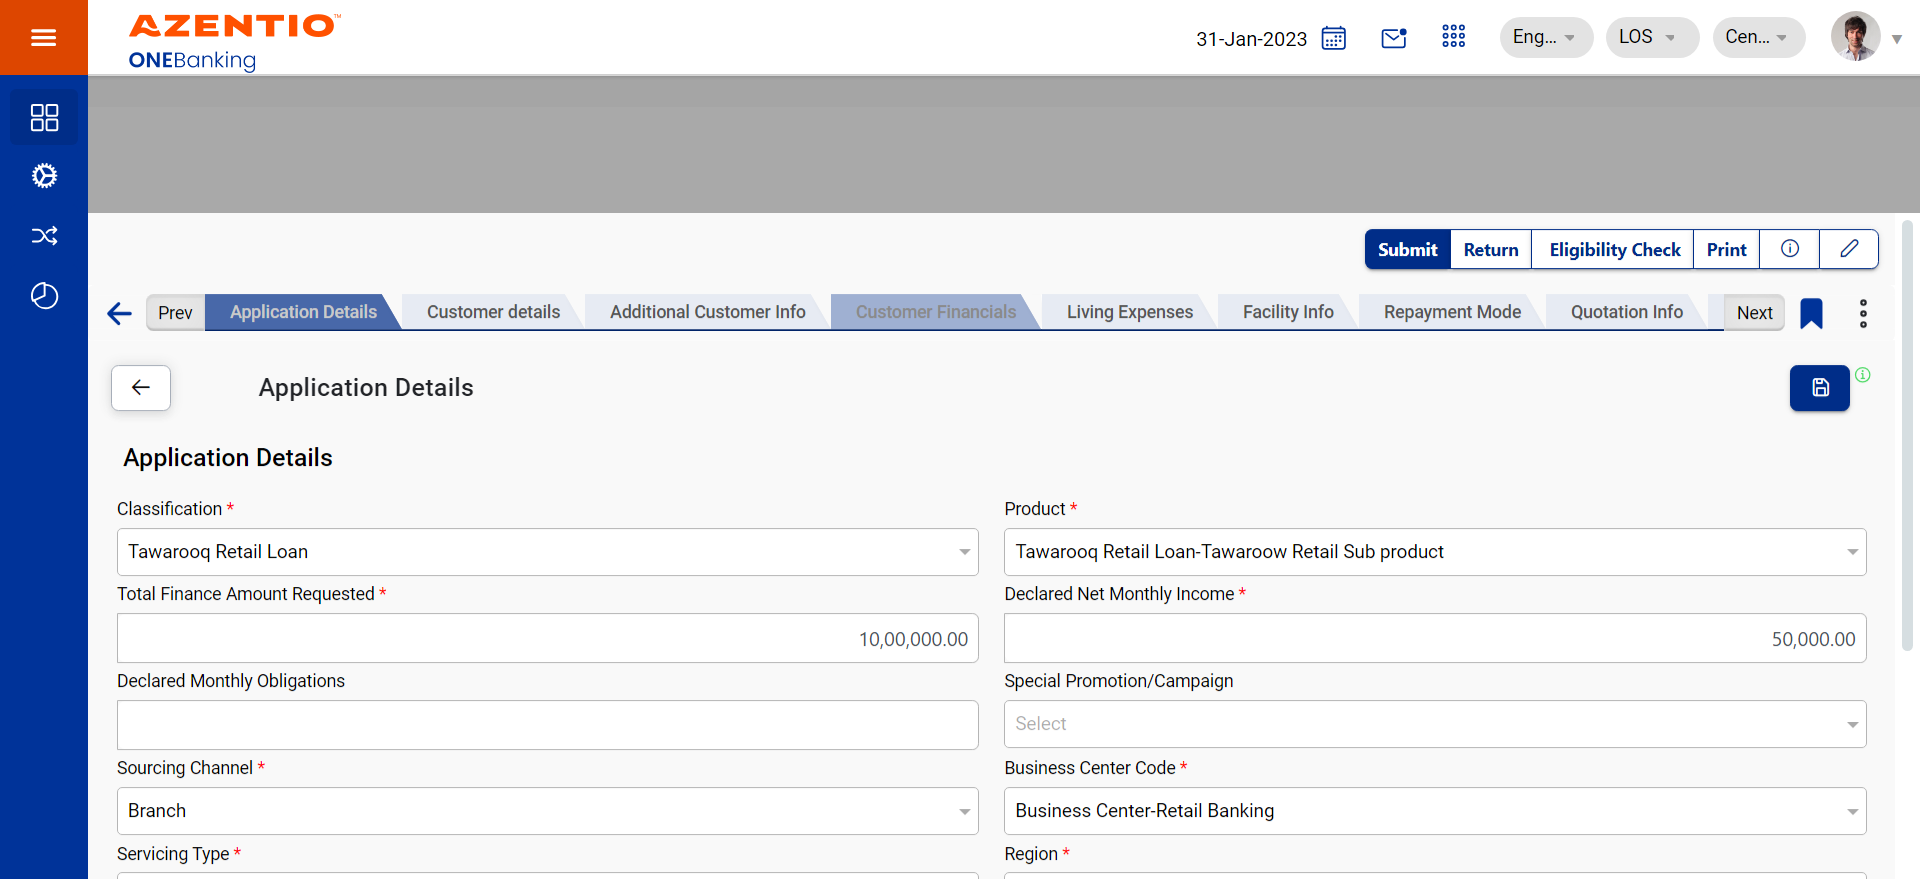 AZENTIO™
ONEBanking
31-Jan-2023
Eng...
LOS
Cen...
Submit
Return
Eligibility Check
Print
Prev
Application Details
Customer details
Additional Customer Info
Customer Financials
Living Expenses
Facility Info
Repayment Mode
Quotation Info
Next
Application Details
Application Details
Classification *
Product *
Tawarooq Retail Loan
Tawarooq Retail Loan-Tawaroow Retail Sub product
Total Finance Amount Requested *
Declared Net Monthly Income *
10,00,000.00
50,000.00
Declared Monthly Obligations
Special Promotion/Campaign
Select
Sourcing Channel *
Business Center Code *
Branch
Business Center-Retail Banking
Servicing Type *
Region *